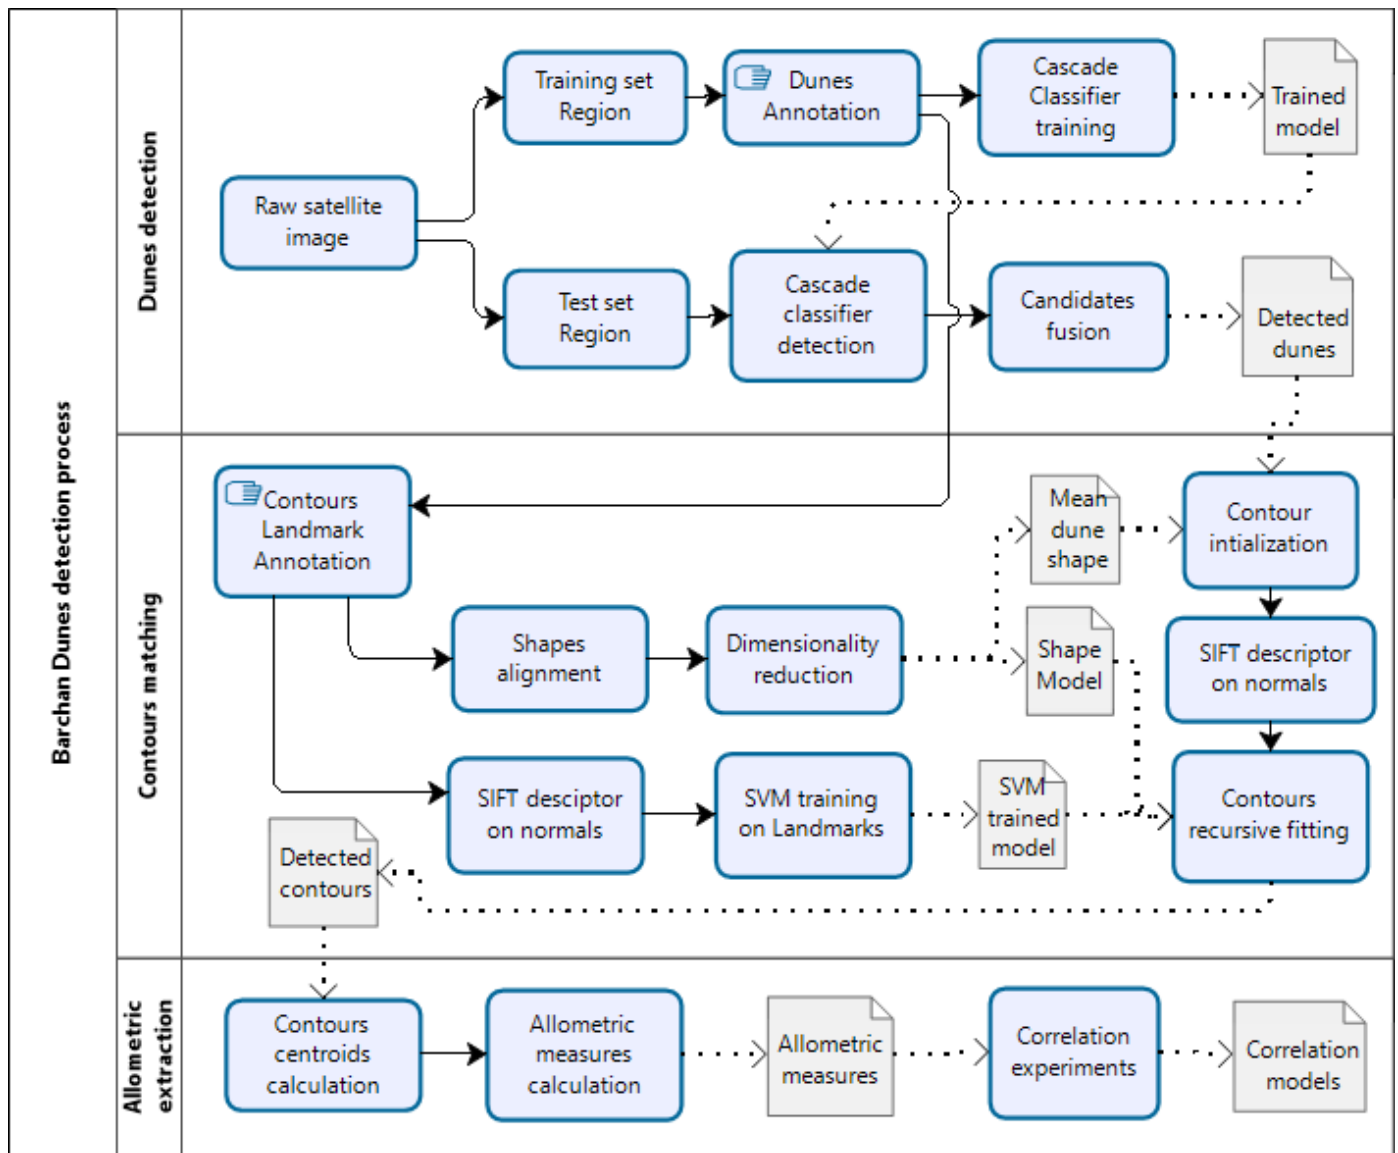 Barchan Dunes detection process
Dunes detection
Raw satellite
image
Training set
Region
Dunes
Annotation
Cascade
Classifier
training
Trained
model
Test set
Region
Cascade
classifier
detection
Candidates
fusion
Detected
dunes
Contours matching
Contours
Landmark
Annotation
Mean
dune
shape
Contour
intialization
Shapes
alignment
Dimensionality
reduction
Shape
Model
SIFT descriptor
on normals
SIFT desciptor
on normals
SVM training
on Landmarks
SVM
trained
model
Contours
recursive fitting
Detected
contours
Allometric
extraction
Contours
centroids
calculation
Allometric
measures
calculation
Allometric
measures
Correlation
experiments
Correlation
models